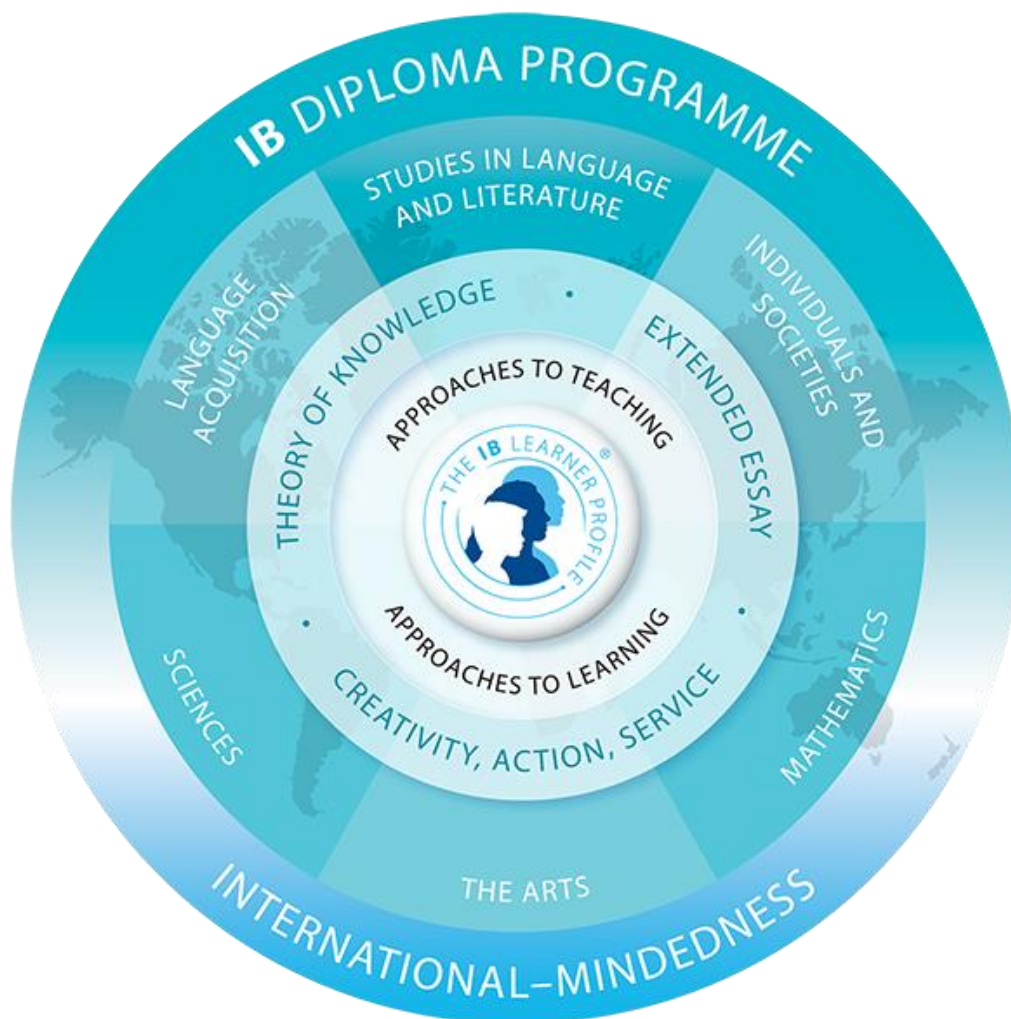 IB DIPLOMA PROGRAMME
STUDIES IN LANGUAGE
AND LITERATURE
LANGUAGE
ACQUISITION
INDIVIDUALS AND
SOCIETIES
THEORY OF KNOWLEDGE
·
EXTENDED ESSAY
APPROACHES TO TEACHING
THE IB LEARNER PROFILE®
APPROACHES TO LEARNING
·
CREATIVITY, ACTION, SERVICE
·
SCIENCES
MATHEMATICS
THE ARTS
INTERNATIONAL–MINDEDNESS